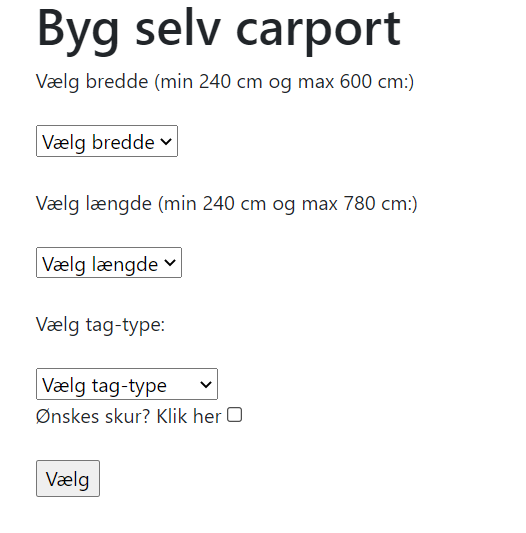 Byg selv carport
Vælg bredde (min 240 cm og max 600 cm:)
Vælg bredde
Vælg længde (min 240 cm og max 780 cm:)
Vælg længde
Vælg tag-type:
Vælg tag-type
Ønskes skur? Klik her
Vælg